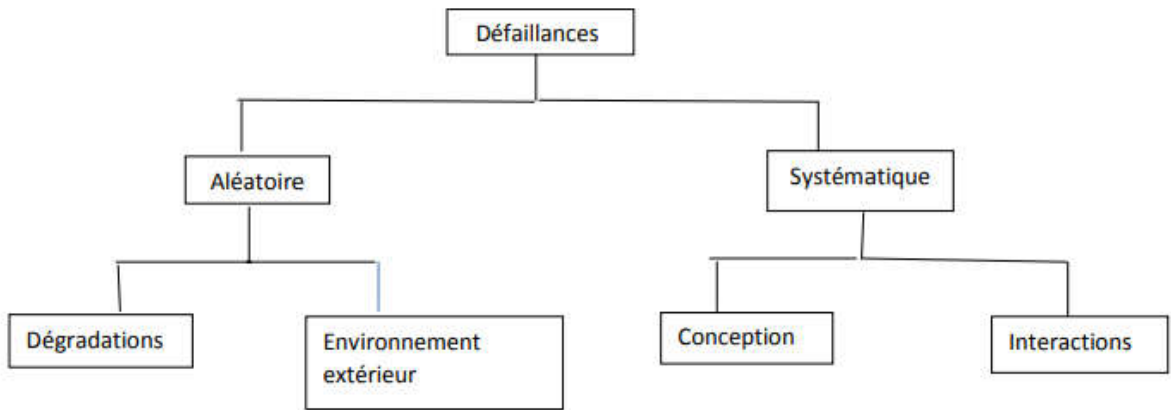 Défaillances
Aléatoire
Systématique
Dégradations
Environnement
extérieur
Conception
Interactions